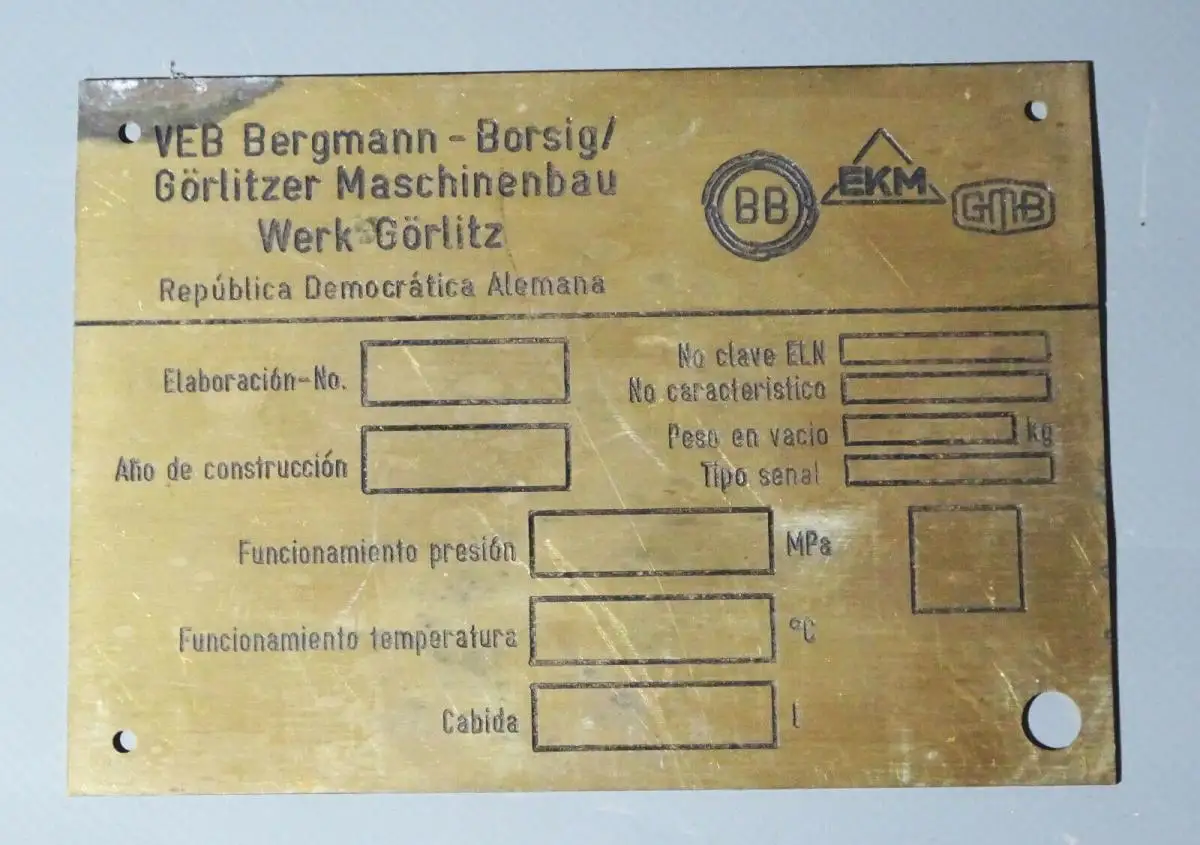 VEB Bergmann-Borsig/
Görlitzer Maschinenbau
Werk Görlitz
República Democrática Alemana
BB
EKM
GMB
Elaboración-No.
Año de construcción
No clave ELN
No caracteristico
Peso en vacio kg
Tipo senal
Funcionamiento presión MPa
Funcionamiento temperatura °C
Cabida l